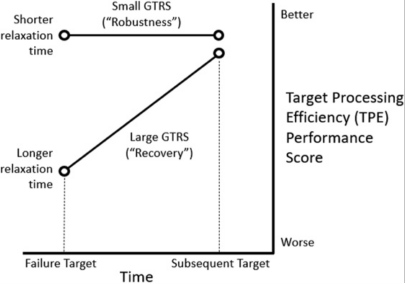 Small GTRS
("Robustness")
Shorter
relaxation
time
Better
Target Processing
Efficiency (TPE)
Performance
Score
Large GTRS
("Recovery")
Longer
relaxation
time
Worse
Failure Target
Subsequent Target
Time